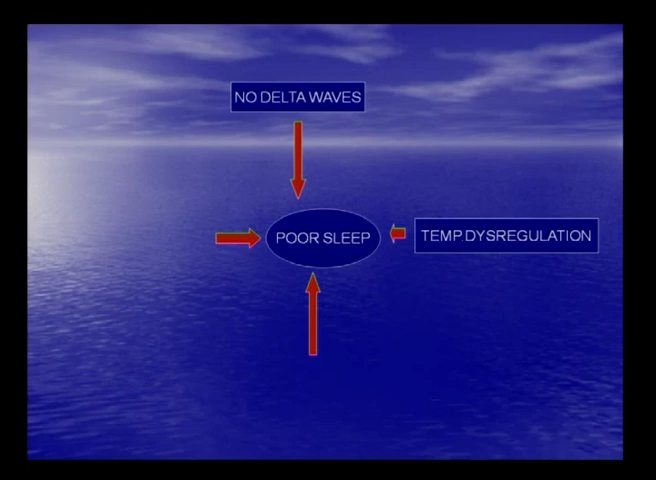 NO DELTA WAVES
POOR SLEEP
TEMP.DYSREGULATION